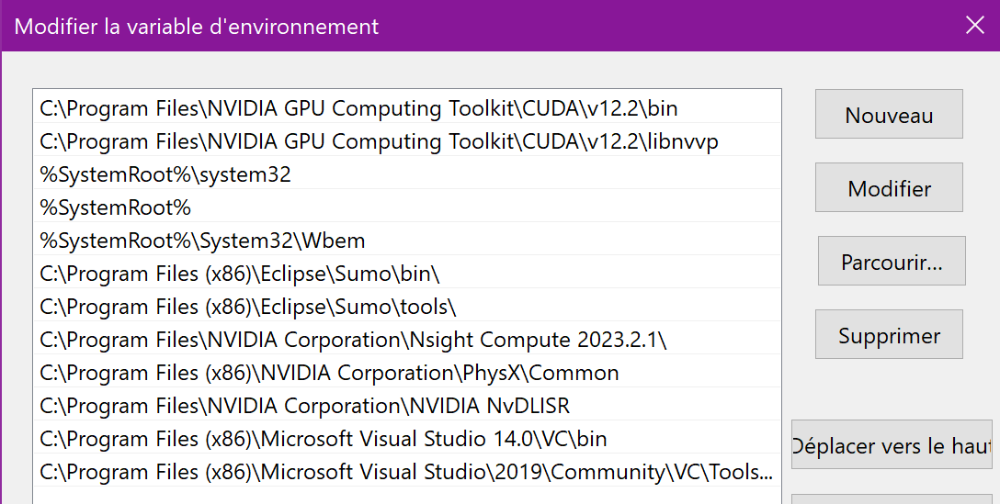 Modifier la variable d'environnement
C:\Program Files\NVIDIA GPU Computing Toolkit\CUDA\v12.2\bin
C:\Program Files\NVIDIA GPU Computing Toolkit\CUDA\v12.2\libnvvp
%SystemRoot%\system32
%SystemRoot%
%SystemRoot%\System32\Wbem
C:\Program Files (x86)\Eclipse\Sumo\bin\
C:\Program Files (x86)\Eclipse\Sumo\tools\
C:\Program Files\NVIDIA Corporation\Nsight Compute 2023.2.1\
C:\Program Files (x86)\NVIDIA Corporation\PhysX\Common
C:\Program Files\NVIDIA Corporation\NVIDIA NvDLISR
C:\Program Files (x86)\Microsoft Visual Studio 14.0\VC\bin
C:\Program Files (x86)\Microsoft Visual Studio\2019\Community\VC\Tools...
Nouveau
Modifier
Parcourir...
Supprimer
Déplacer vers le haut